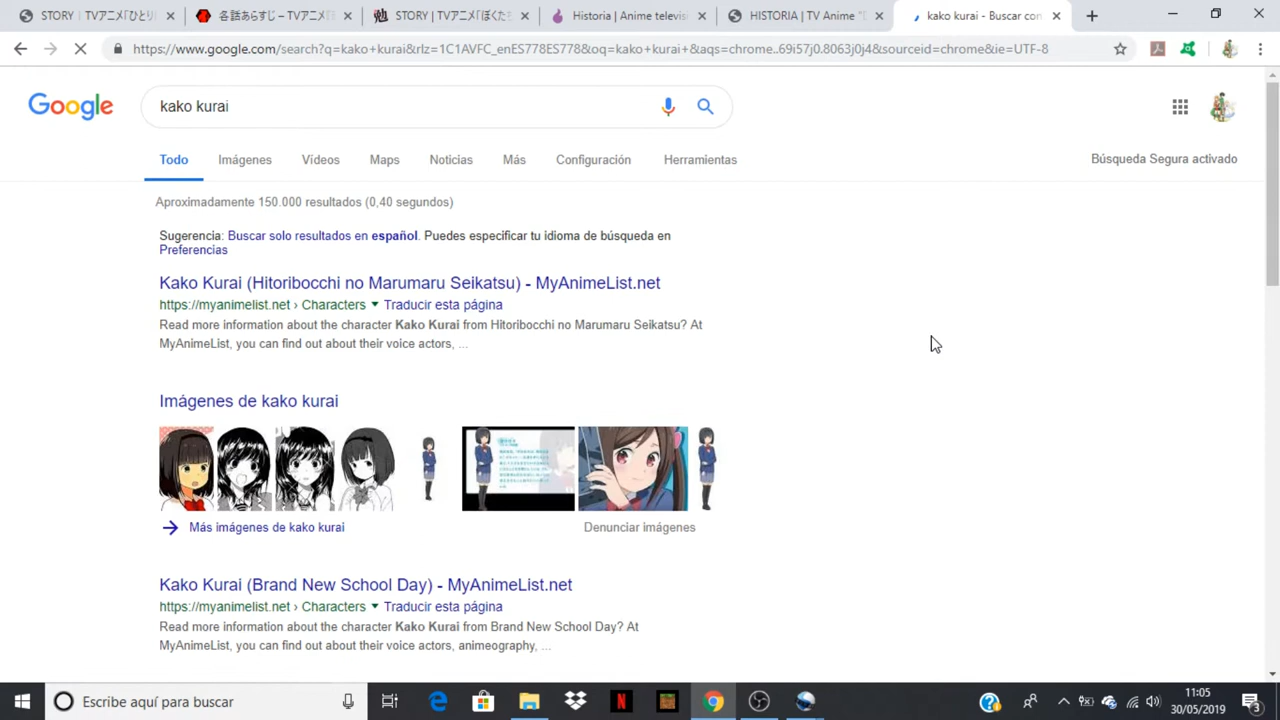 STORY | TVアニメ「ひとり
各話あらすじ – TVアニメ『
STORY | TVアニメ「ぼくたち
Historia | Anime televisi
HISTORIA | TV Anime "
kako kurai - Buscar con
https://www.google.com/search?q=kako+kurai&rlz=1C1AVFC_enES778ES778&oq=kako+kurai+&aqs=chrome..69i57j0.8063j0j4&sourceid=chrome&ie=UTF-8
Google
kako kurai
Todo Imágenes Vídeos Maps Noticias Más Configuración Herramientas
Búsqueda Segura activado
Aproximadamente 150.000 resultados (0,40 segundos)
Sugerencia: Buscar solo resultados en español. Puedes especificar tu idioma de búsqueda en
Preferencias
Kako Kurai (Hitoribocchi no Marumaru Seikatsu) - MyAnimeList.net
https://myanimelist.net › Characters ▼ Traducir esta página
Read more information about the character Kako Kurai from Hitoribocchi no Marumaru Seikatsu? At
MyAnimeList, you can find out about their voice actors, ...
Imágenes de kako kurai
Más imágenes de kako kurai
Denunciar imágenes
Kako Kurai (Brand New School Day) - MyAnimeList.net
https://myanimelist.net › Characters ▼ Traducir esta página
Read more information about the character Kako Kurai from Brand New School Day? At
MyAnimeList, you can find out about their voice actors, animeography, ...
Escribe aquí para buscar
11:05
30/05/2019
3